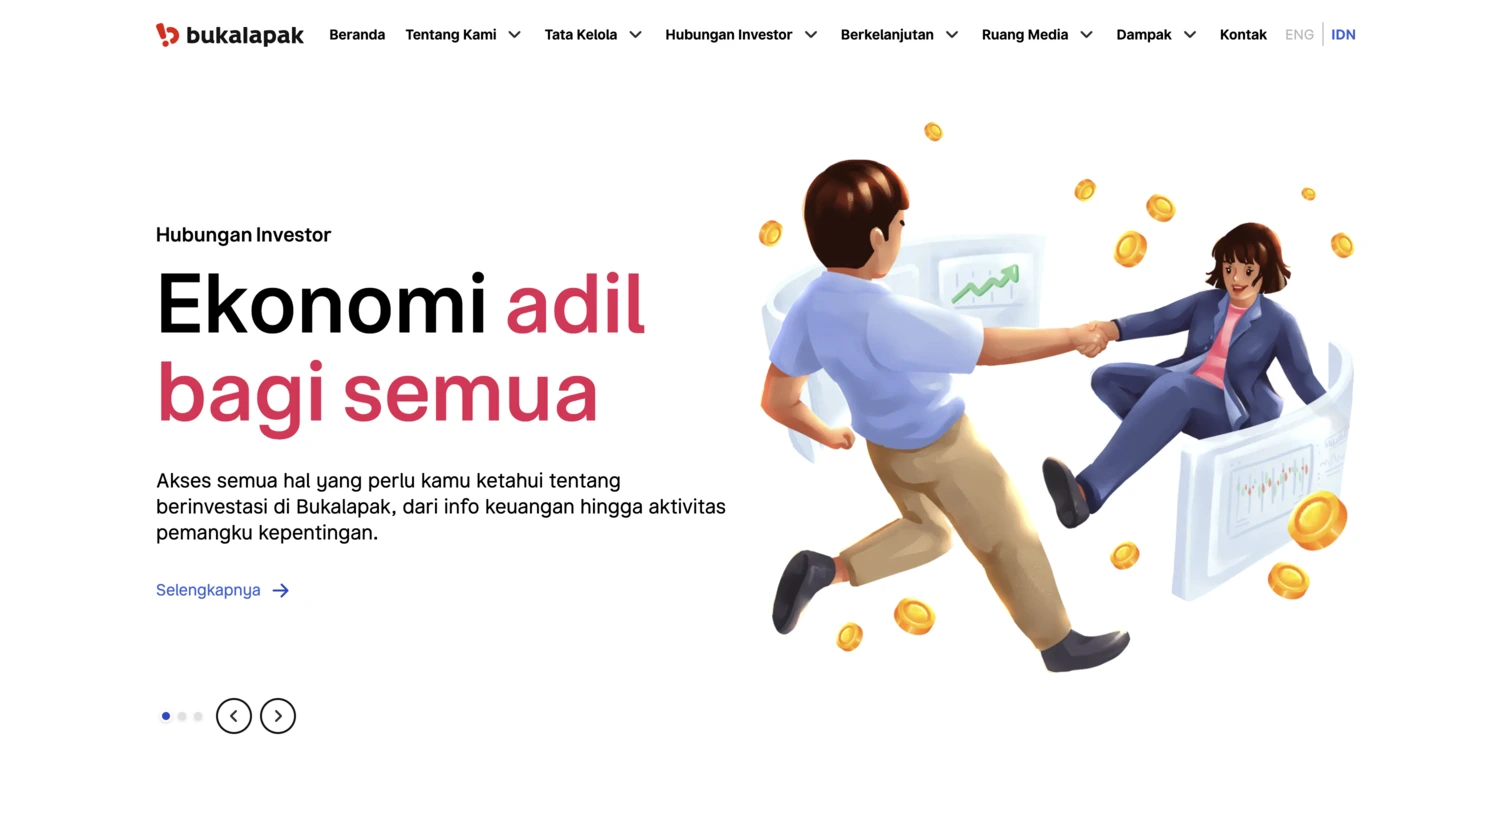 bukalapak Beranda Tentang Kami Tata Kelola Hubungan Investor Berkelanjutan Ruang Media Dampak Kontak ENG IDN
Hubungan Investor
Ekonomi adil
bagi semua
Akses semua hal yang perlu kamu ketahui tentang
berinvestasi di Bukalapak, dari info keuangan hingga aktivitas
pemangku kepentingan.
Selengkapnya